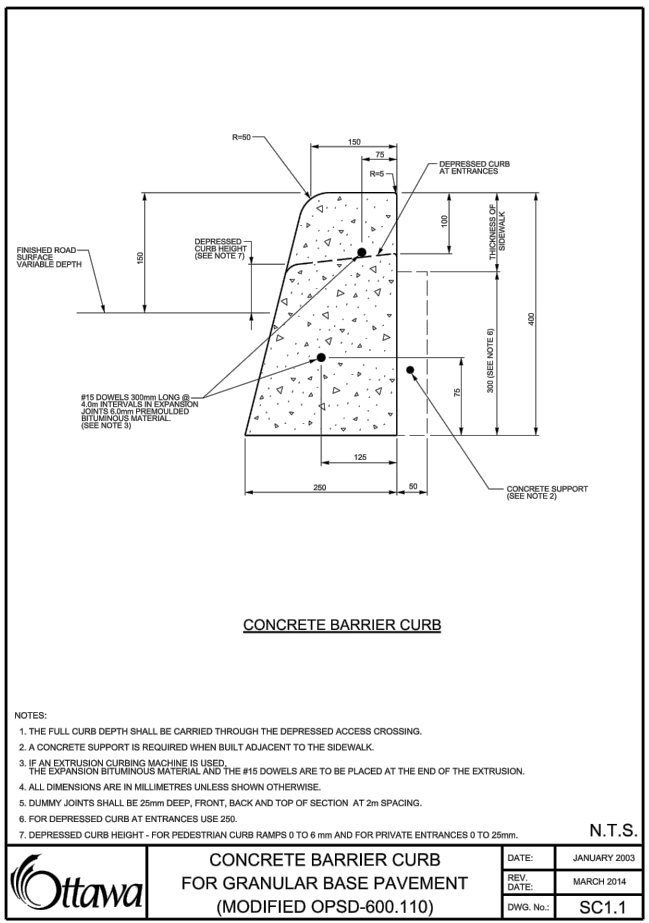 R=50
150
75
R=5
DEPRESSED CURB
AT ENTRANCES
FINISHED ROAD
SURFACE
VARIABLE DEPTH
150
DEPRESSED
CURB HEIGHT
(SEE NOTE 7)
100
THICKNESS OF
SIDEWALK
400
300 (SEE NOTE 6)
75
#15 DOWELS 300mm LONG @
4.0m INTERVALS IN EXPANSION
JOINTS 6.0mm PREMOULDED
BITUMINOUS MATERIAL.
(SEE NOTE 3)
125
250
50
CONCRETE SUPPORT
(SEE NOTE 2)
CONCRETE BARRIER CURB
NOTES:
1. THE FULL CURB DEPTH SHALL BE CARRIED THROUGH THE DEPRESSED ACCESS CROSSING.
2. A CONCRETE SUPPORT IS REQUIRED WHEN BUILT ADJACENT TO THE SIDEWALK.
3. IF AN EXTRUSION CURBING MACHINE IS USED,
THE EXPANSION BITUMINOUS MATERIAL AND THE #15 DOWELS ARE TO BE PLACED AT THE END OF THE EXTRUSION.
4. ALL DIMENSIONS ARE IN MILLIMETRES UNLESS SHOWN OTHERWISE.
5. DUMMY JOINTS SHALL BE 25mm DEEP, FRONT, BACK AND TOP OF SECTION AT 2m SPACING.
6. FOR DEPRESSED CURB AT ENTRANCES USE 250.
7. DEPRESSED CURB HEIGHT - FOR PEDESTRIAN CURB RAMPS 0 TO 6 mm AND FOR PRIVATE ENTRANCES 0 TO 25mm.
N.T.S.
Ottawa
CONCRETE BARRIER CURB
FOR GRANULAR BASE PAVEMENT
(MODIFIED OPSD-600.110)
DATE: JANUARY 2003
REV.
DATE: MARCH 2014
DWG. No.: SC1.1